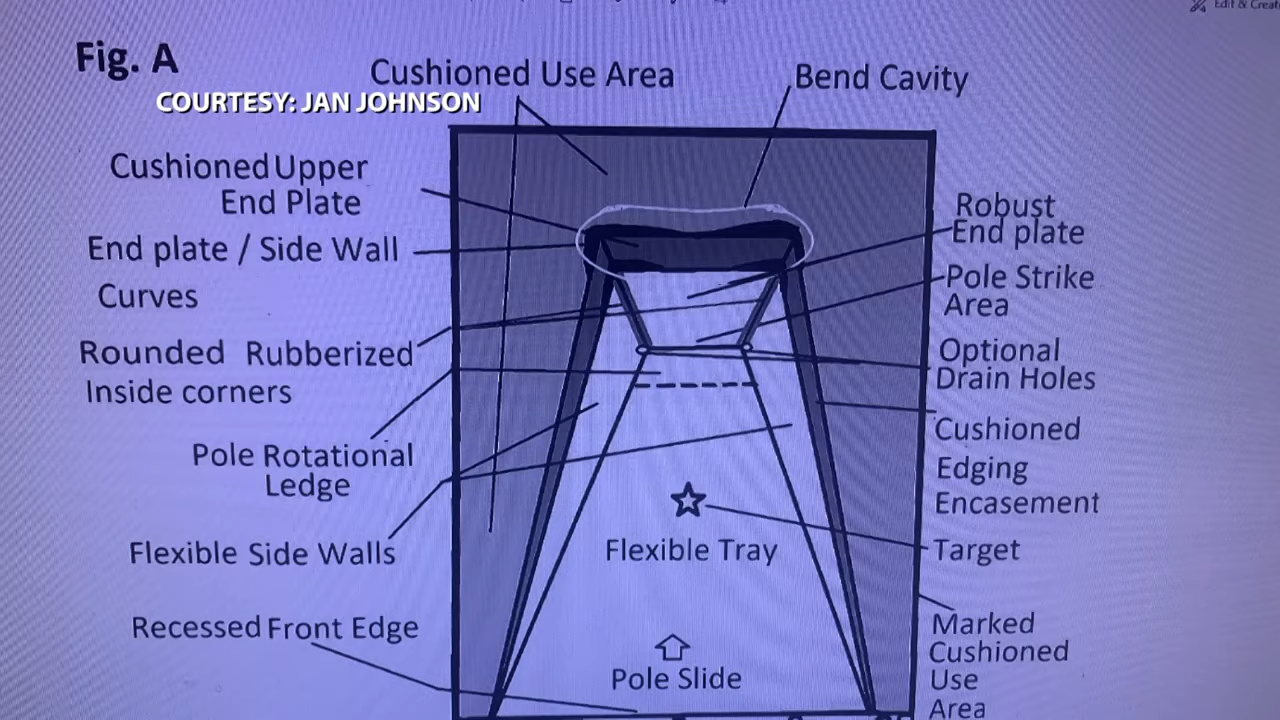 Edit & Creat
Fig. A
Cushioned Use Area
Bend Cavity
COURTESY: JAN JOHNSON
Cushioned Upper
End Plate
End plate / Side Wall
Curves
Rounded Rubberized
Inside corners
Pole Rotational
Ledge
Flexible Side Walls
Recessed Front Edge
Robust
End plate
Pole Strike
Area
Optional
Drain Holes
Cushioned
Edging
Encasement
Target
Flexible Tray
Marked
Cushioned
Use
Area
Pole Slide